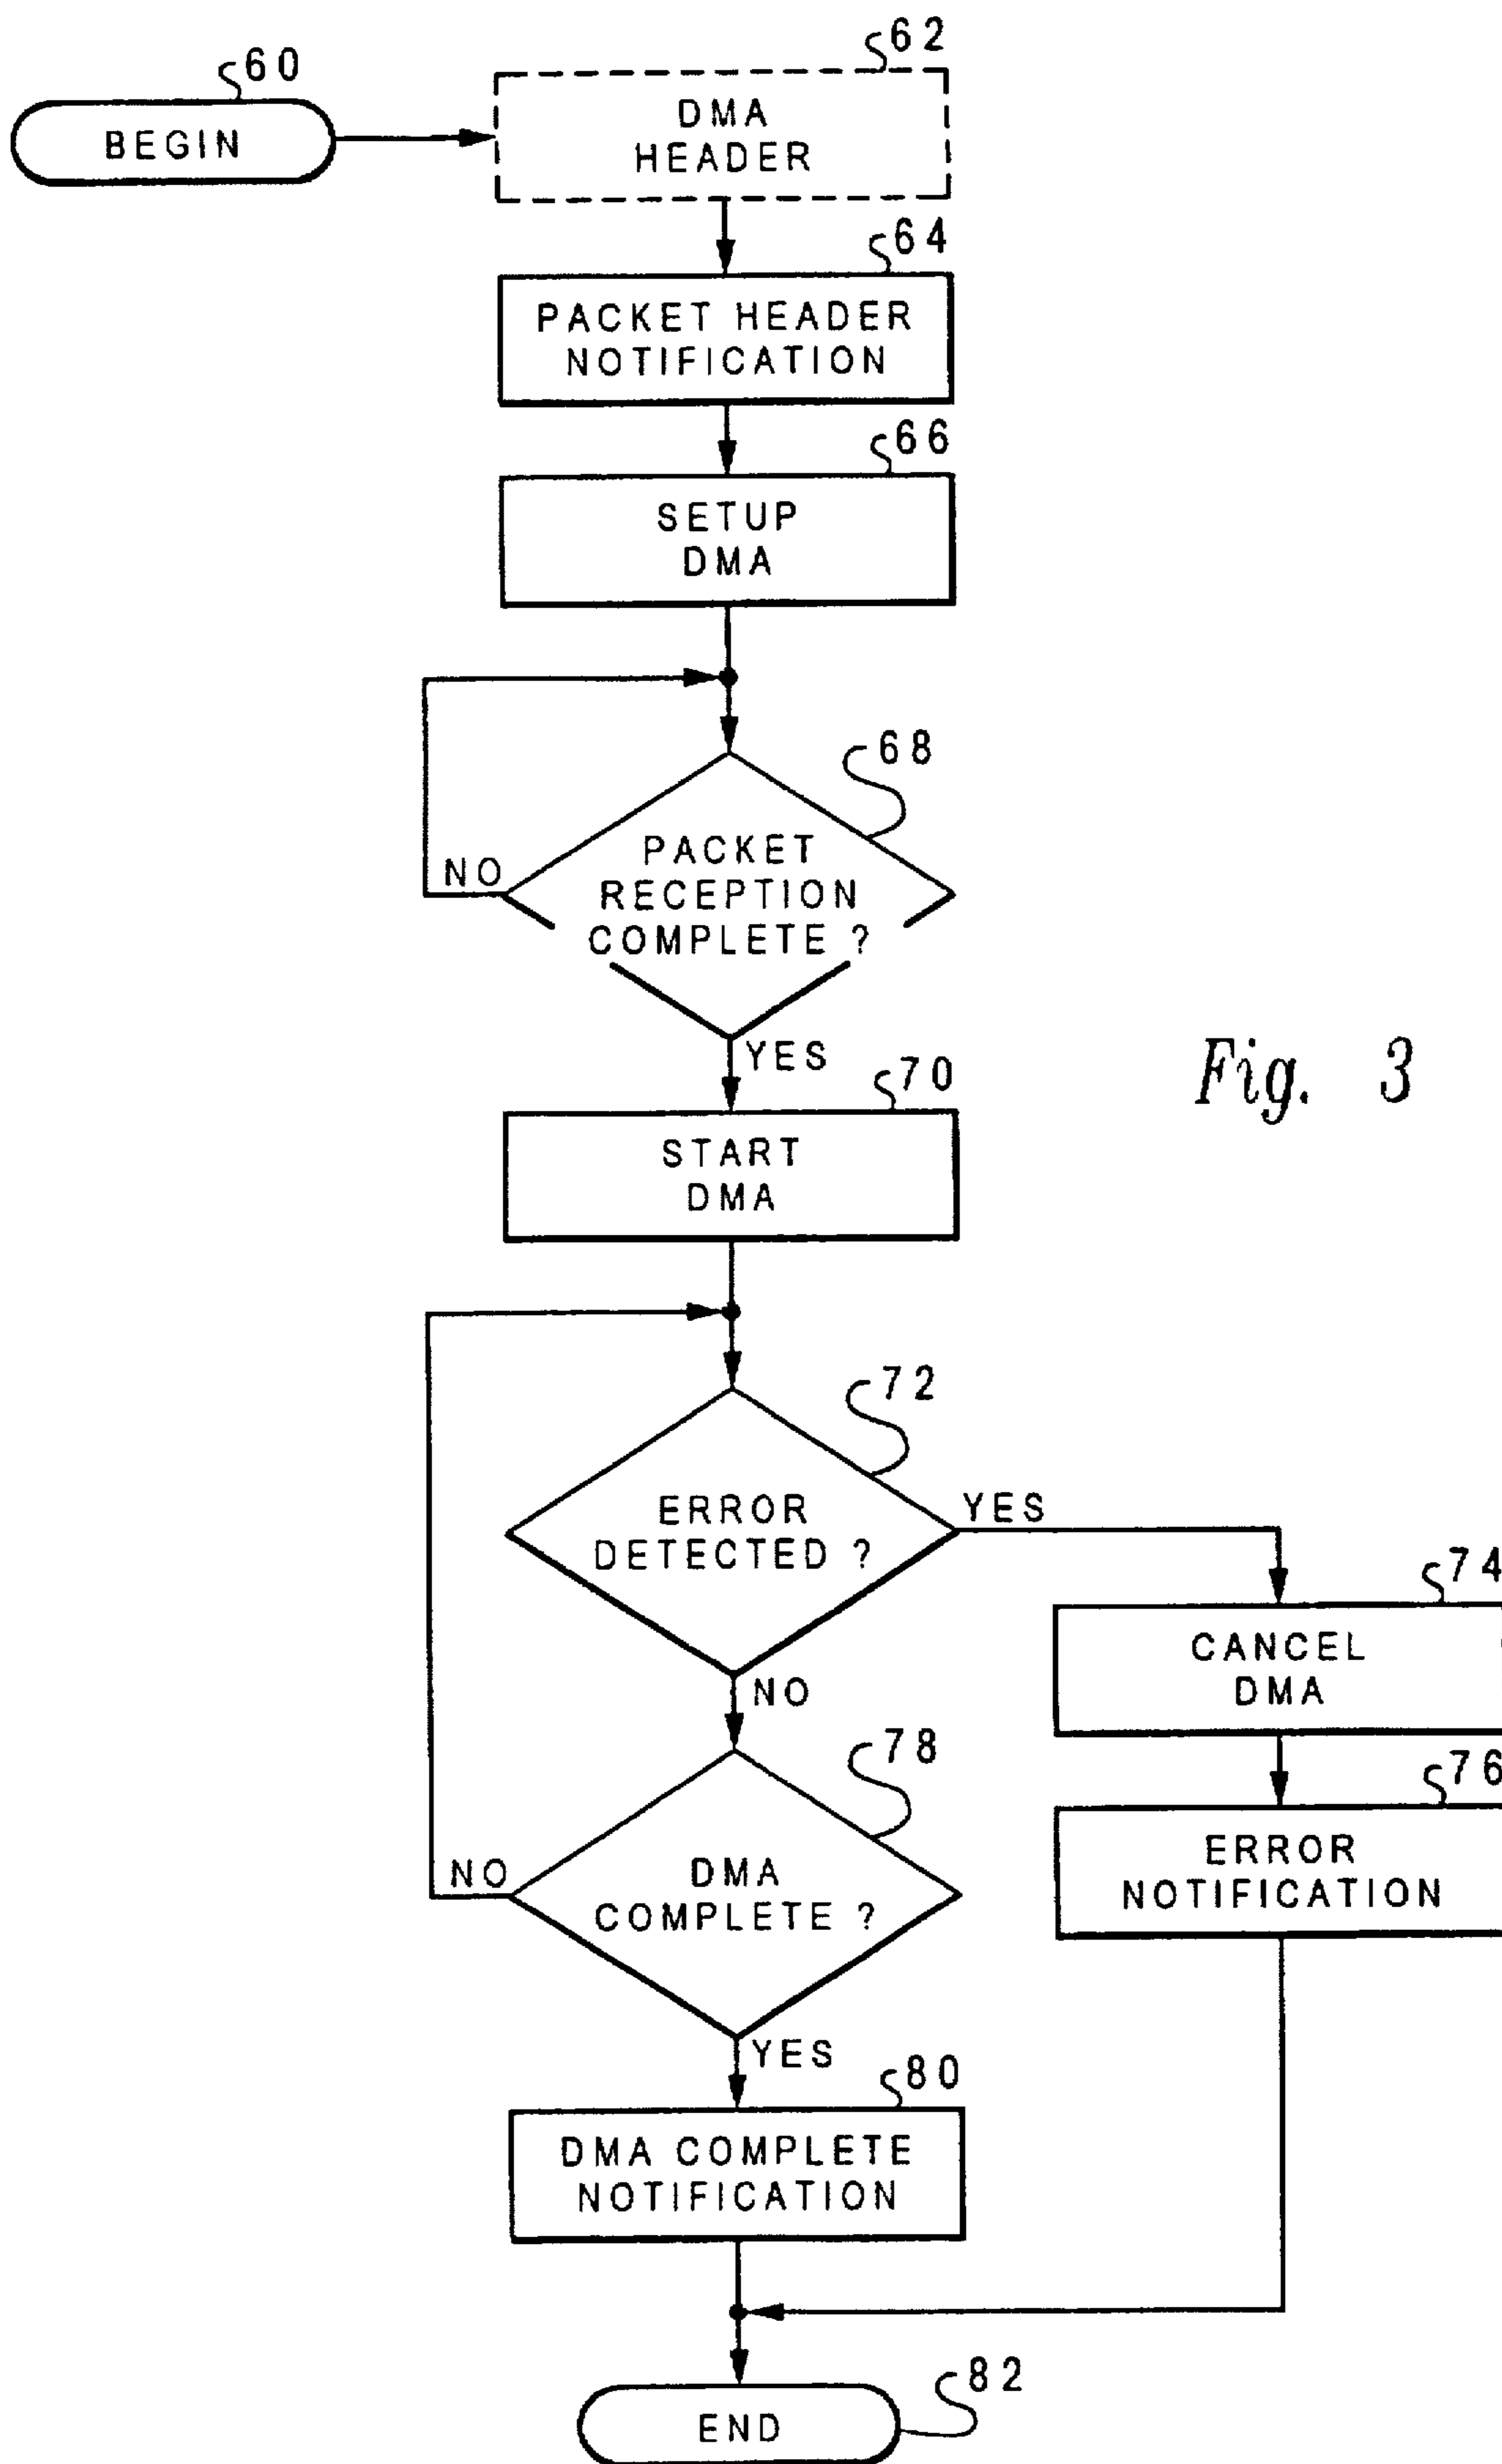 60
BEGIN
62
DMA
HEADER
64
PACKET HEADER
NOTIFICATION
66
SETUP
DMA
68
PACKET
RECEPTION
COMPLETE ?
NO
YES
70
START
DMA
Fig. 3
72
ERROR
DETECTED ?
YES
NO
74
CANCEL
DMA
76
ERROR
NOTIFICATION
78
DMA
COMPLETE ?
NO
YES
80
DMA COMPLETE
NOTIFICATION
82
END